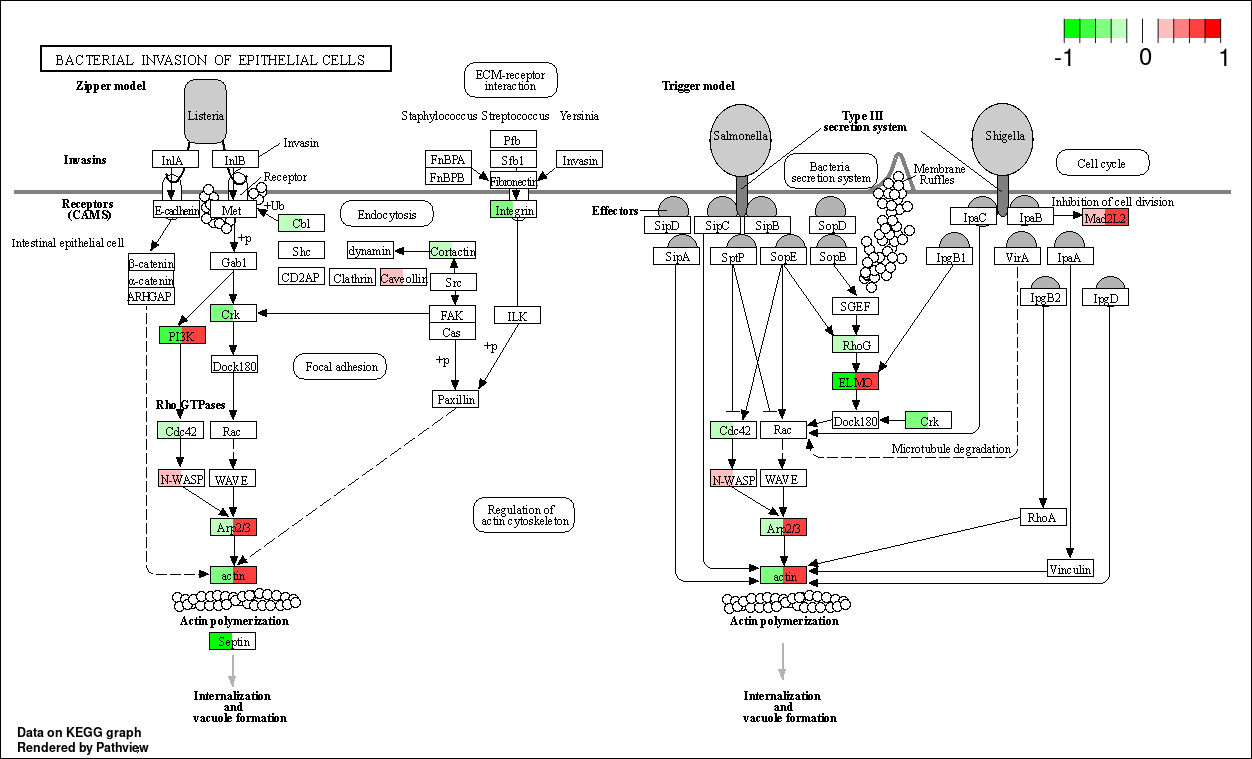 -1 0 1
BACTERIAL INVASION OF EPITHELIAL CELLS
Zipper model
Listeria
ECM-receptor
interaction
Staphylococcus Streptococcus Yersinia
Pfb
Sfb1
Fibronectin
FnBPA
FnBPB
Invasin
Invasin
Receptor
Invasins
InlA
InlB
Receptors
(CAMS)
E-cadherin
Met
+Ub
Cbl
Integrin
Endocytosis
Intestinal epithelial cell
+p
Shc
dynamin
Cortactin
β-catenin
α-catenin
ARHGAP
Gab1
CD2AP
Clathrin
Caveollin
Src
Crk
FAK
Cas
ILK
PI3K
+p
+p
Dock180
Focal adhesion
Paxillin
Rho GTPases
Cdc42
Rac
N-WASP
WAVE
Regulation of
actin cytoskeleton
Arp2/3
actin
Actin polymerization
Septin
Internalization
and
vacuole formation
Trigger model
Salmonella
Type III
secretion system
Shigella
Bacteria
secretion system
Membrane
Ruffles
Cell cycle
Inhibition of cell division
Effectors
SipD
SipC
SipB
SopD
IpaC
IpaB
Mad2L2
SipA
SptP
SopE
SopB
IpgB1
VirA
IpaA
IpgB2
IpgD
SGEF
RhoG
ELMO
Dock180
Crk
Cdc42
Rac
Microtubule degradation
N-WASP
WAVE
RhoA
Arp2/3
Vinculin
actin
Actin polymerization
Internalization
and
vacuole formation
Data on KEGG graph
Rendered by Pathview